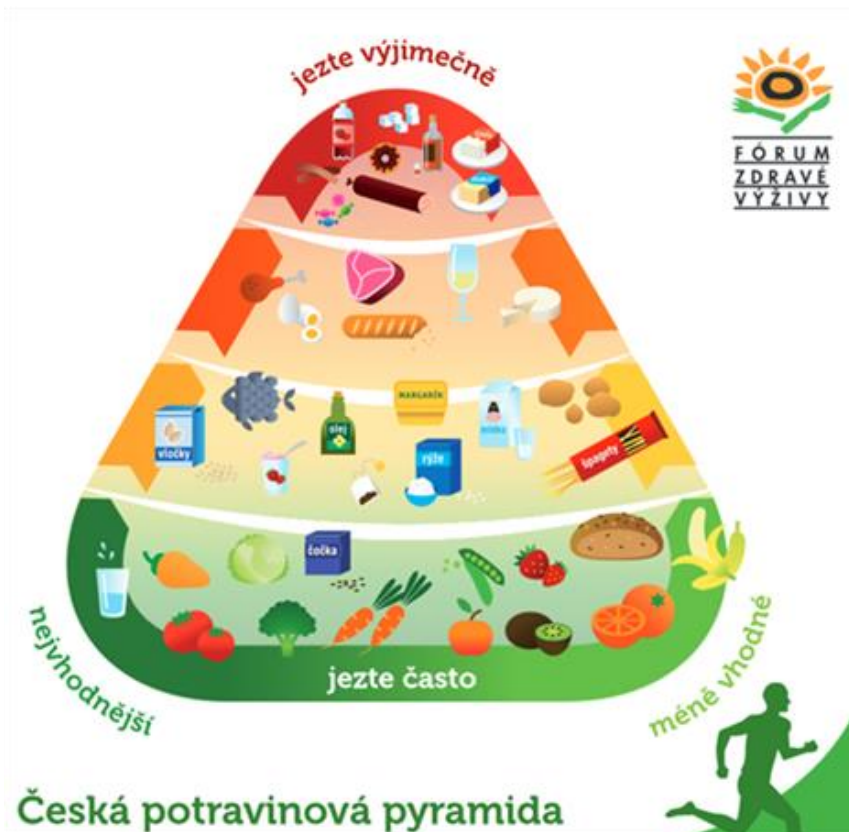 jezte výjimečně
FÓRUM
ZDRAVÉ
VÝŽIVY
MARGARÍN
olej
vločky
rýže
špagety
čočka
nejvhodnější
jezte často
méně vhodné
Česká potravinová pyramida